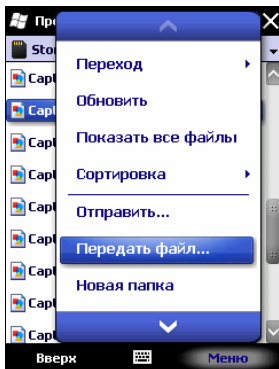 Пр
Sto
Capt
Capt
Capt
Capt
Capt
Capt
Capt
Capt
Переход
Обновить
Показать все файлы
Сортировка
Отправить...
Передать файл...
Новая папка
Вверх
Меню